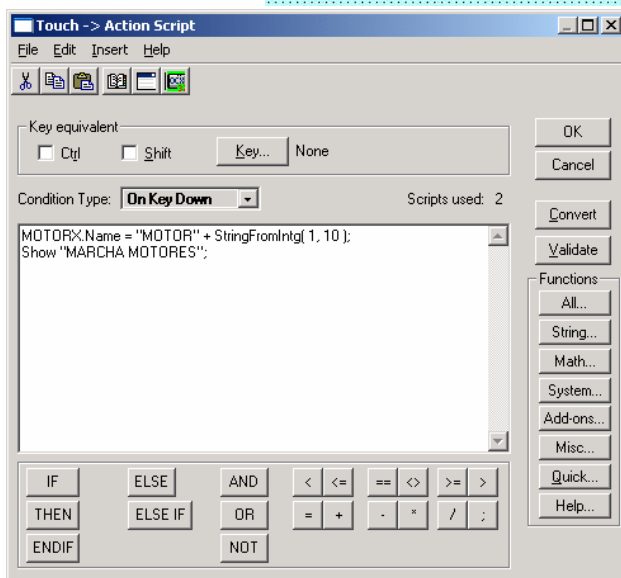 Touch -> Action Script
File Edit Insert Help
Key equivalent
Ctrl Shift Key... None
OK
Cancel
Condition Type: On Key Down Scripts used: 2
Convert
Validate
MOTORX.Name = "MOTOR" + StringFromIntg( 1, 10 );
Show "MARCHA MOTORES";
Functions
All...
String...
Math...
System...
Add-ons...
Misc...
Quick...
Help...
IF ELSE AND < <= == <> >= >
THEN ELSE IF OR = + - * / ;
ENDIF NOT